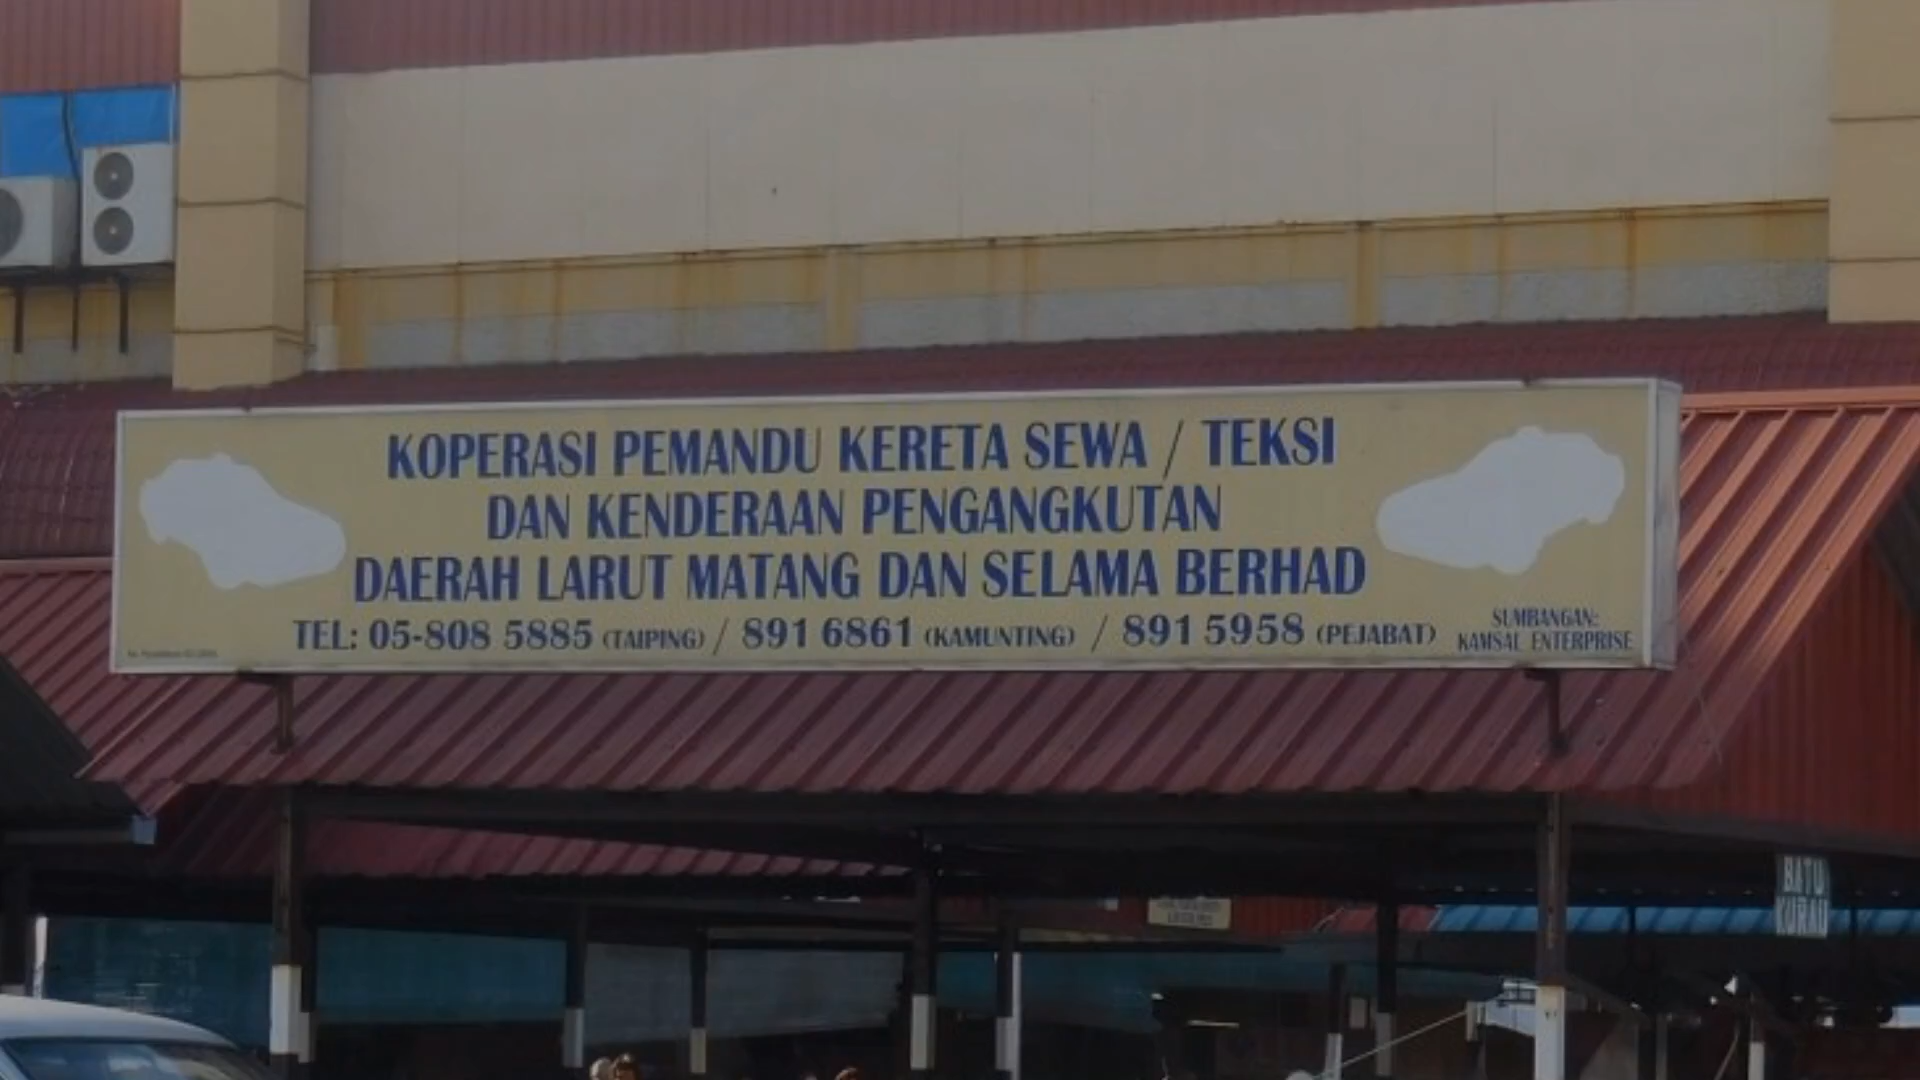 KOPERASI PEMANDU KERETA SEWA / TEKSI
DAN KENDERAAN PENGANGKUTAN
DAERAH LARUT MATANG DAN SELAMA BERHAD
TEL: 05-808 5885 (TAIPING) / 891 6861 (KAMUNTING) / 891 5958 (PEJABAT)
SUMBANGAN:
KAMSAL ENTERPRISE
BATU
KURAU